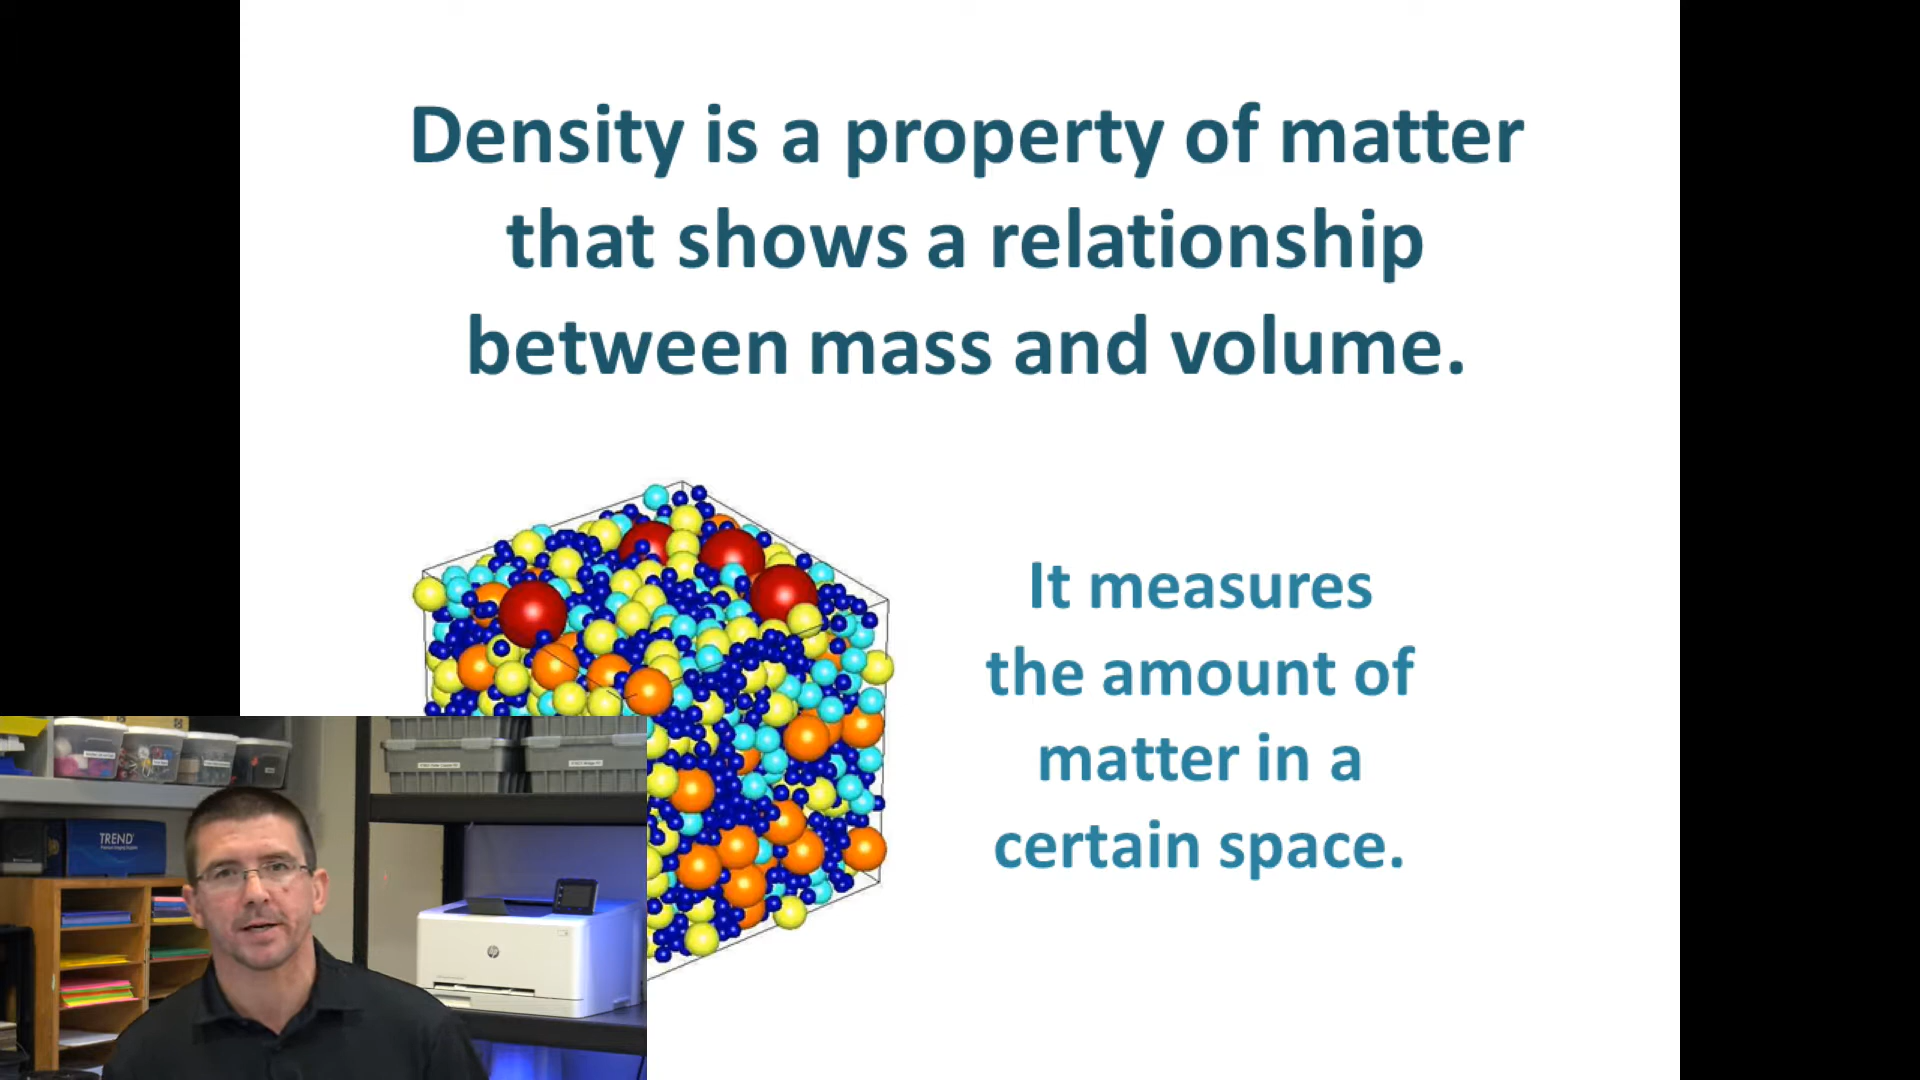 Density is a property of matter
that shows a relationship
between mass and volume.
It measures
the amount of
matter in a
certain space.
TREND
hp